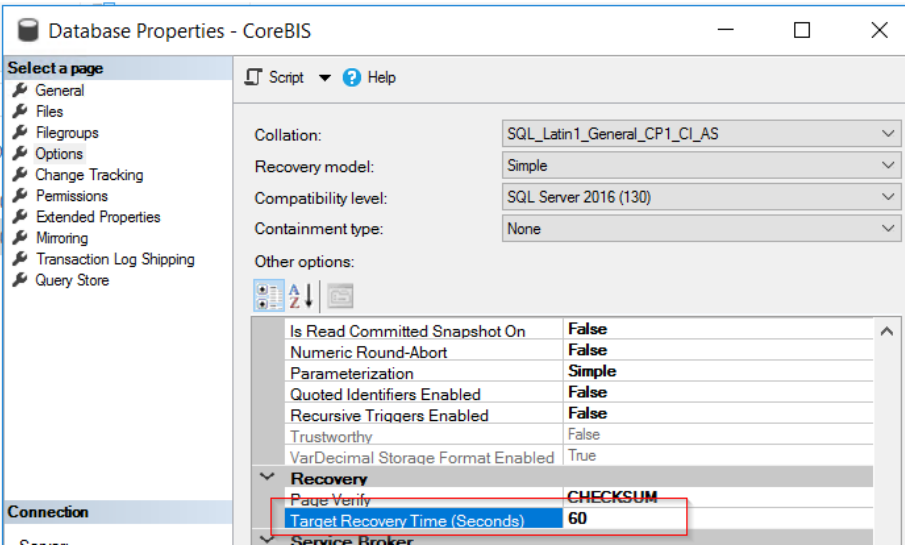 Database Properties - CoreBIS
Select a page
General
Files
Filegroups
Options
Change Tracking
Permissions
Extended Properties
Mirroring
Transaction Log Shipping
Query Store
Connection
Script
Help
Collation: SQL_Latin1_General_CP1_CI_AS
Recovery model: Simple
Compatibility level: SQL Server 2016 (130)
Containment type: None
Other options:
Is Read Committed Snapshot On False
Numeric Round-Abort False
Parameterization Simple
Quoted Identifiers Enabled False
Recursive Triggers Enabled False
Trustworthy False
VarDecimal Storage Format Enabled True
Recovery
Page Verify CHECKSUM
Target Recovery Time (Seconds) 60
Service Broker